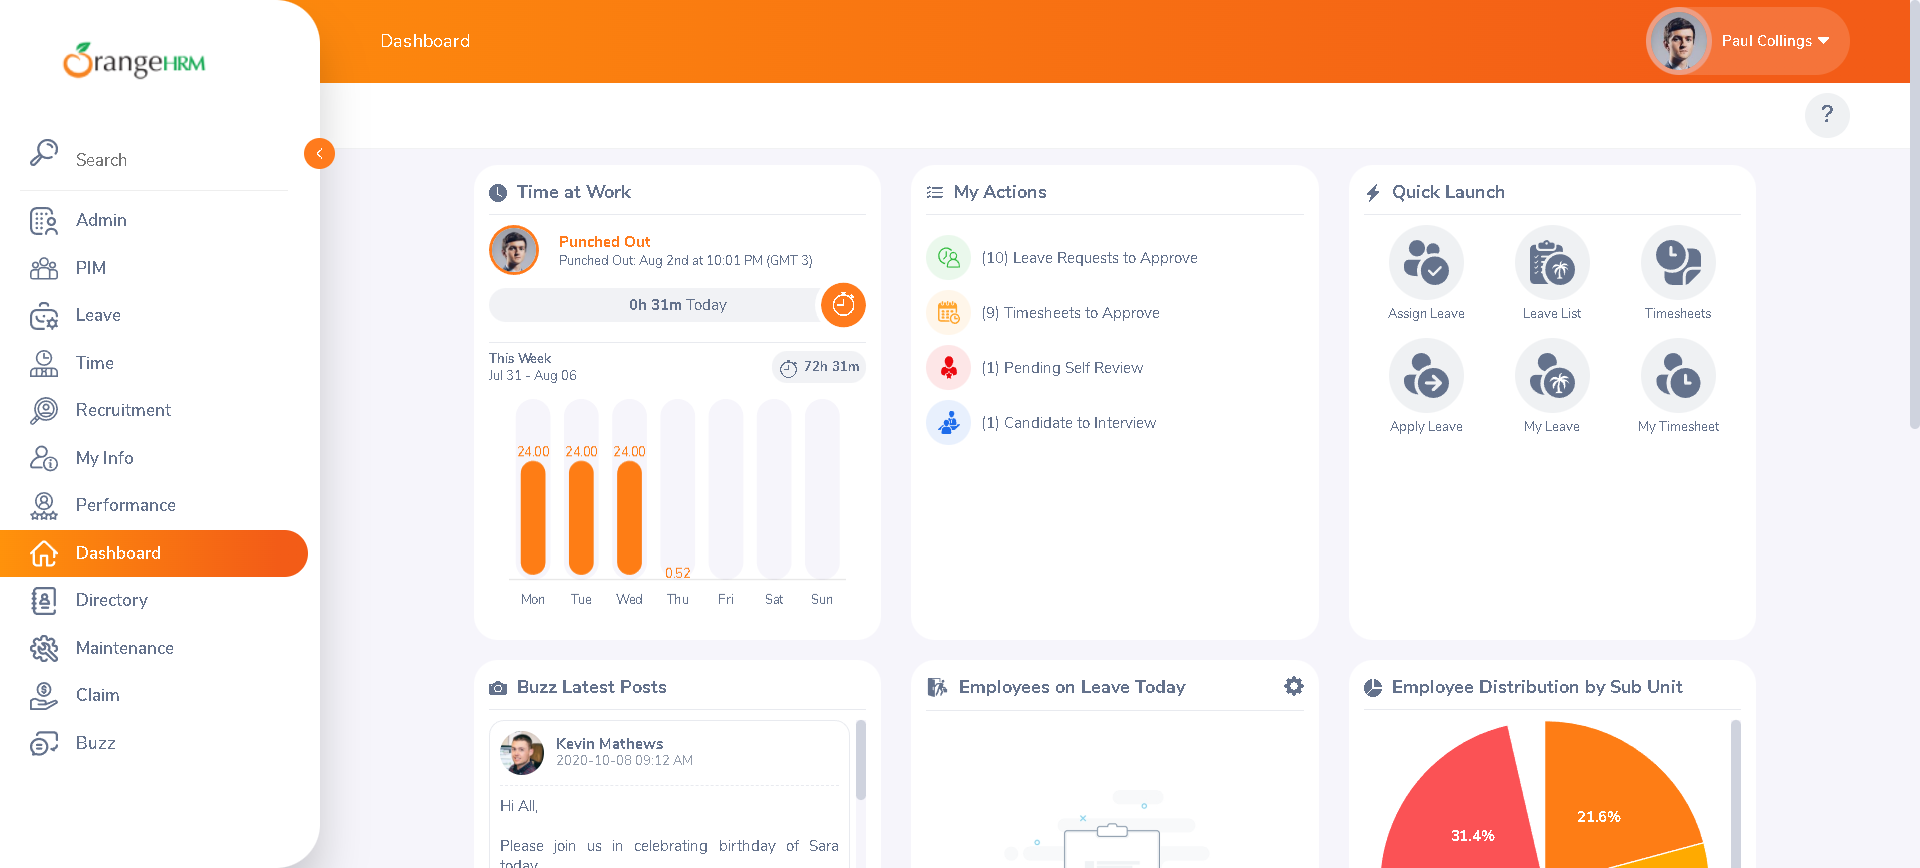 OrangeHRM
Search
Admin
PIM
Leave
Time
Recruitment
My Info
Performance
Dashboard
Directory
Maintenance
Claim
Buzz
Dashboard
Paul Collings
?
Time at Work
Punched Out
Punched Out: Aug 2nd at 10:01 PM (GMT 3)
0h 31m Today
This Week
Jul 31 - Aug 06
72h 31m
24.00 24.00 24.00 0.52
Mon Tue Wed Thu Fri Sat Sun
My Actions
(10) Leave Requests to Approve
(9) Timesheets to Approve
(1) Pending Self Review
(1) Candidate to Interview
Quick Launch
Assign Leave Leave List Timesheets
Apply Leave My Leave My Timesheet
Buzz Latest Posts
Kevin Mathews
2020-10-08 09:12 AM
Hi All,
Please join us in celebrating birthday of Sara
today
Employees on Leave Today
Employee Distribution by Sub Unit
31.4%
21.6%